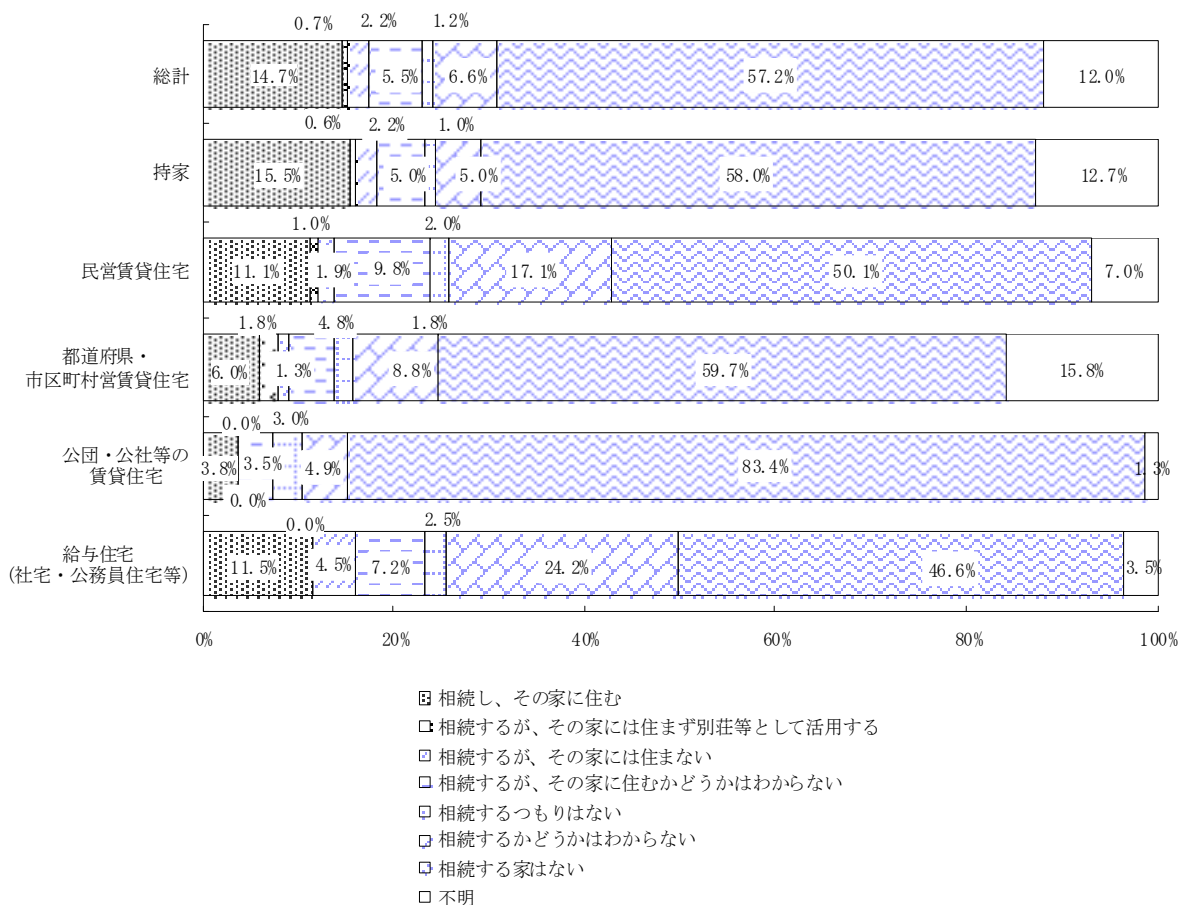 0.7% 2.2% 1.2%
総計 14.7% 5.5% 6.6% 57.2% 12.0%
0.6% 2.2% 1.0%
持家 15.5% 5.0% 5.0% 58.0% 12.7%
1.0% 2.0%
民営賃貸住宅 11.1% 1.9% 9.8% 17.1% 50.1% 7.0%
1.8% 4.8% 1.8%
都道府県・
市区町村営賃貸住宅
6.0% 1.3% 8.8% 59.7% 15.8%
0.0% 3.0%
公団・公社等の
賃貸住宅
3.8% 3.5% 4.9% 83.4% 1.3%
0.0%
0.0% 2.5%
給与住宅
(社宅・公務員住宅等)
11.5% 4.5% 7.2% 24.2% 46.6% 3.5%
0% 20% 40% 60% 80% 100%
相続し、その家に住む
相続するが、その家には住まず別荘等として活用する
相続するが、その家には住まない
相続するが、その家に住むかどうかはわからない
相続するつもりはない
相続するかどうかはわからない
相続する家はない
不明